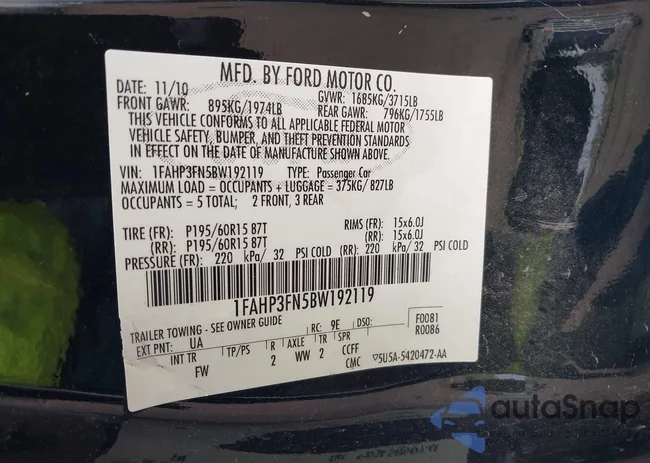 MFD. BY FORD MOTOR CO.
DATE: 11/10 GVWR: 1685KG/3715LB
FRONT GAWR: 895KG/1974LB REAR GAWR: 796KG/1755LB
THIS VEHICLE CONFORMS TO ALL APPLICABLE FEDERAL MOTOR
VEHICLE SAFETY, BUMPER, AND THEFT PREVENTION STANDARDS
IN EFFECT ON THE DATE OF MANUFACTURE SHOWN ABOVE.
VIN: 1FAHP3FN5BW192119 TYPE: Passenger Car
MAXIMUM LOAD = OCCUPANTS + LUGGAGE = 375KG/ 827LB
OCCUPANTS = 5 TOTAL; 2 FRONT, 3 REAR
TIRE (FR): P195/60R15 87T RIMS (FR): 15x6.0J
(RR): P195/60R15 87T (RR): 15x6.0J
PRESSURE (FR): 220 kPa/ 32 PSI COLD (RR): 220 kPa/ 32 PSI COLD
1FAHP3FN5BW192119
TRAILER TOWING - SEE OWNER GUIDE RC: 9E DSO: F0081
EXT PNT: UA R0086
INT TR TP/PS R AXLE TR SPR
FW 2 WW 2 CCFF
CMC ▽5U5A-5420472-AA
autoSnap